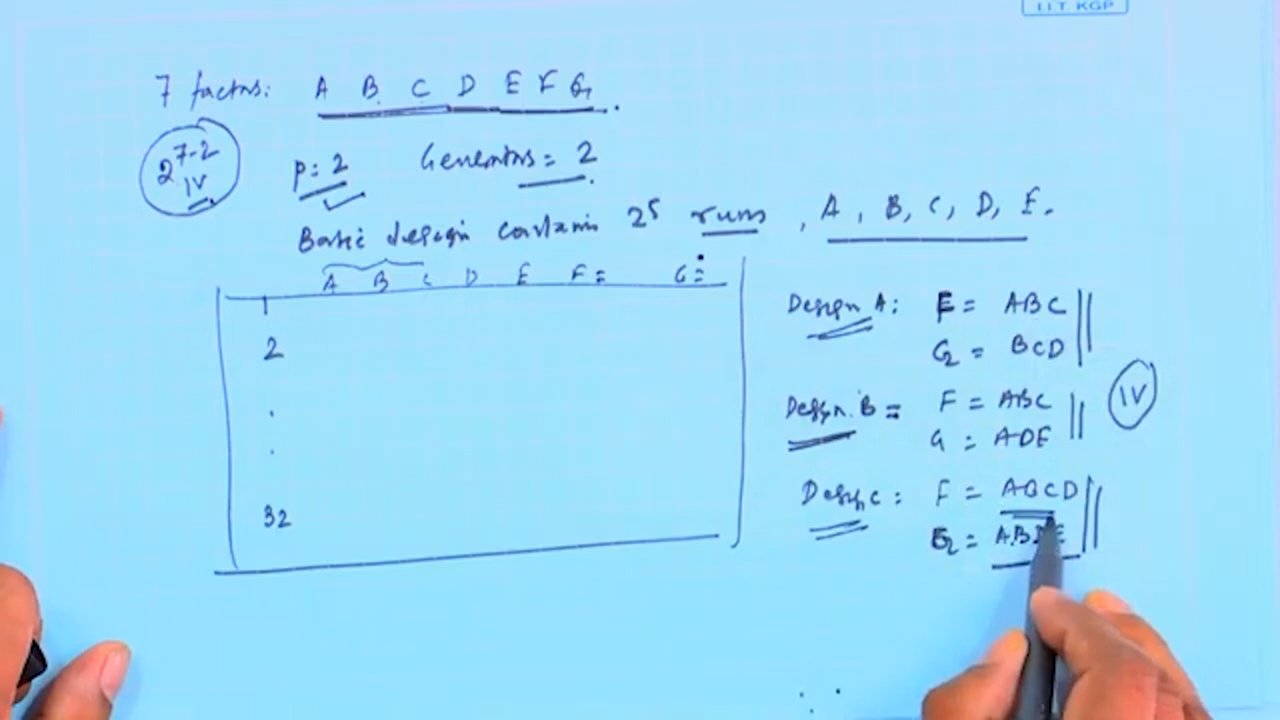 I.I.T. KGP
7 factors: A B C D E F G.
2^7-2 IV
p: 2 Generators = 2
Basic design contains 2^5 runs, A, B, C, D, E.
A B C D E F = G =
1
2
.
.
32
Design A: F = ABC
G = BCD
Design B = F = ABC
G = ADE
IV
Design C: F = ABCD
G = ABDE